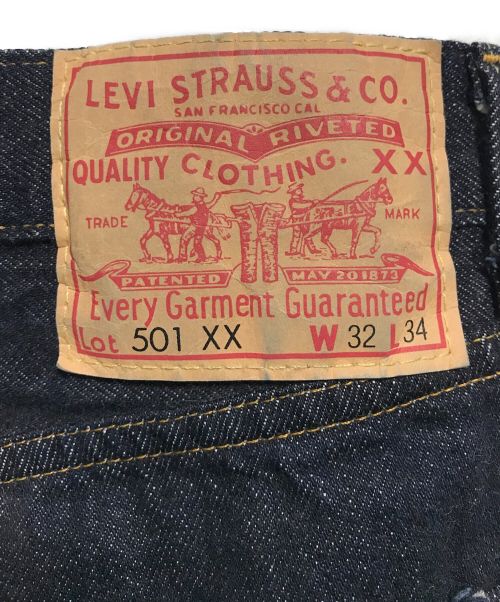 LEVI STRAUSS & CO.
SAN FRANCISCO CAL
ORIGINAL RIVETED
QUALITY CLOTHING. XX
TRADE MARK
PATENTED MAY 20 1873
Every Garment Guaranteed
Lot 501 XX W 32 L 34